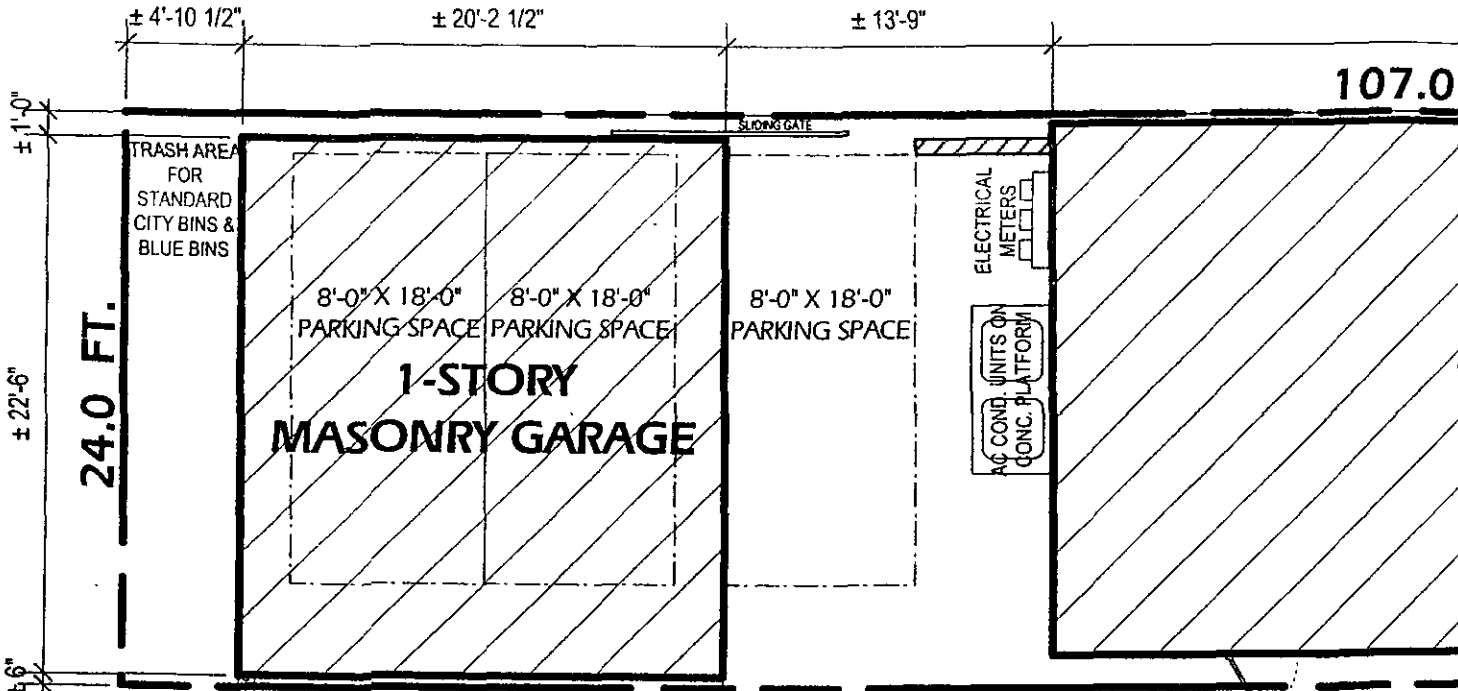 ± 4'-10 1/2"
± 20'-2 1/2"
± 13'-9"
107.0
± 1'-0"
SLIDING GATE
TRASH AREA
FOR
STANDARD
CITY BINS &
BLUE BINS
ELECTRICAL
METERS
8'-0" X 18'-0"
PARKING SPACE
8'-0" X 18'-0"
PARKING SPACE
8'-0" X 18'-0"
PARKING SPACE
AC COND. UNITS ON
CONC. PLATFORM
24.0 FT.
± 22'-6"
1-STORY
MASONRY GARAGE